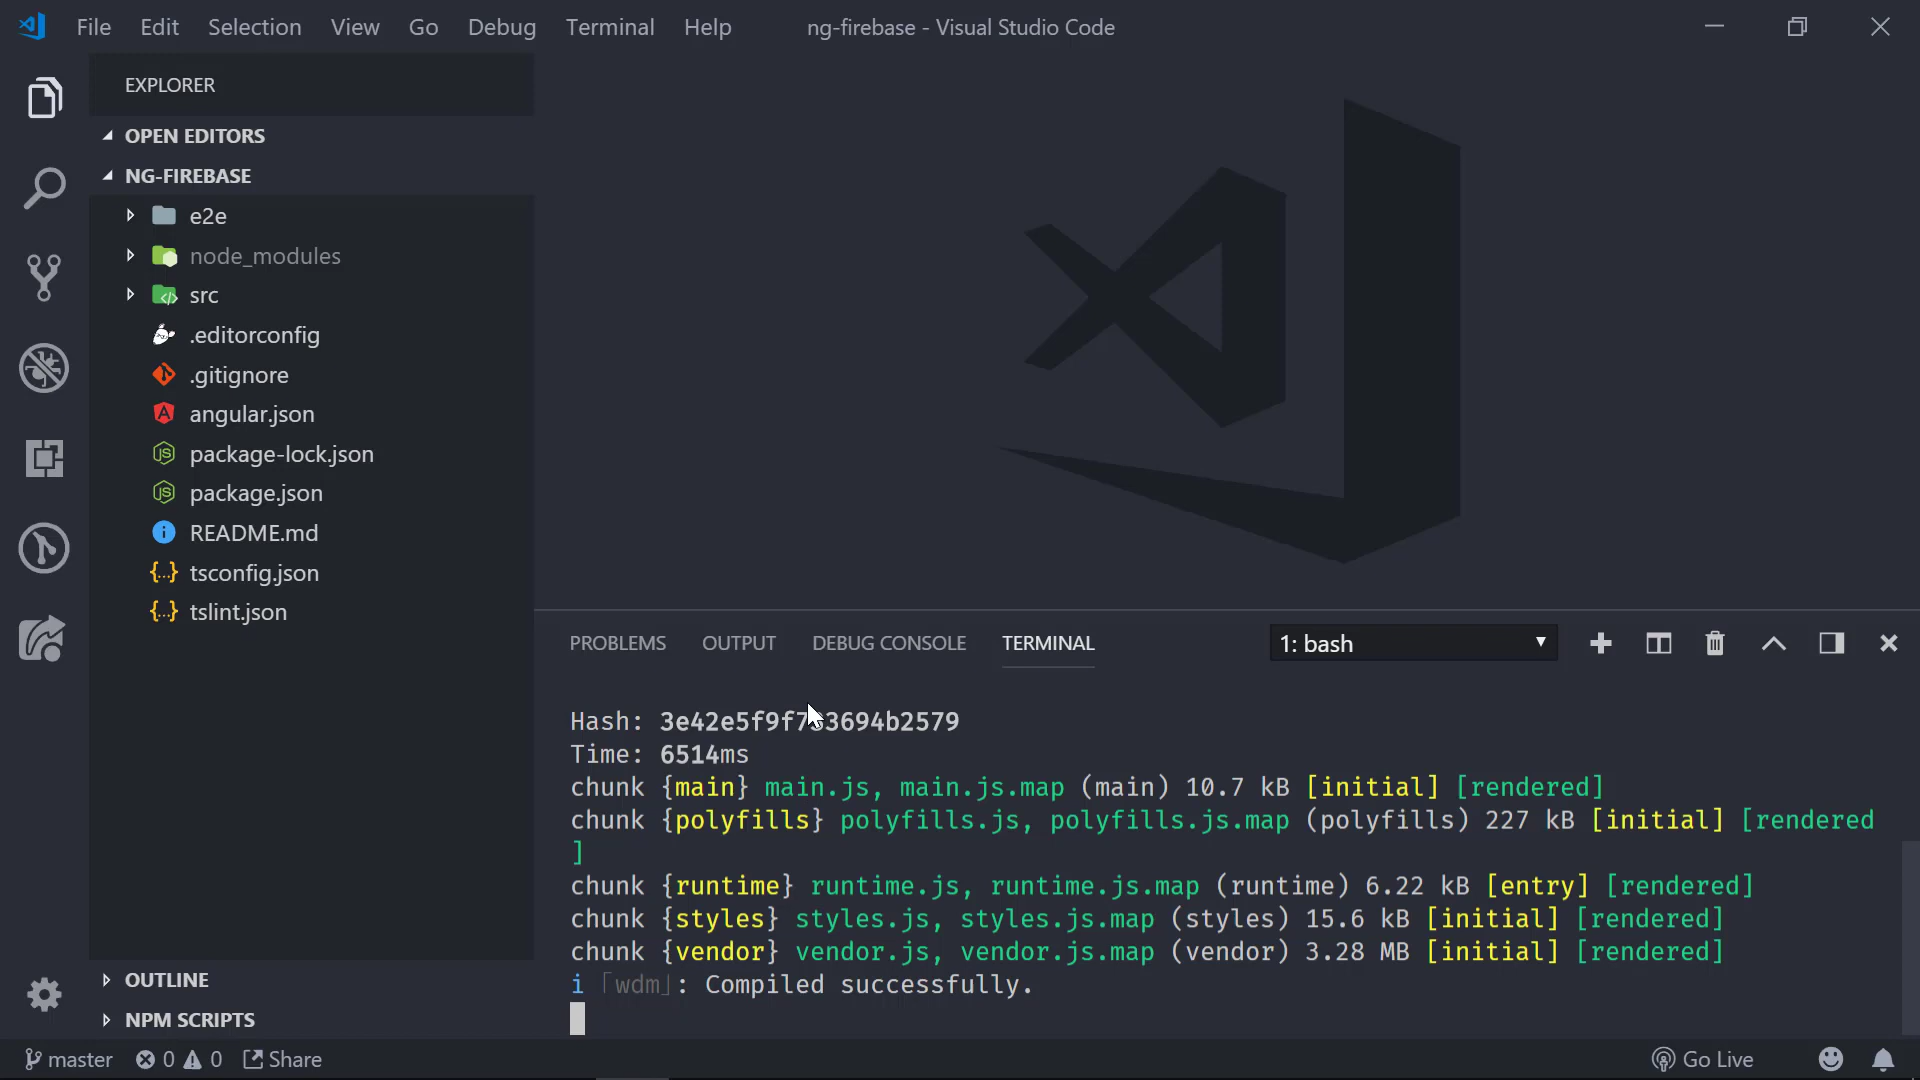 File Edit Selection View Go Debug Terminal Help ng-firebase - Visual Studio Code
EXPLORER
OPEN EDITORS
NG-FIREBASE
e2e
node_modules
src
.editorconfig
.gitignore
angular.json
package-lock.json
package.json
README.md
tsconfig.json
tslint.json
OUTLINE
NPM SCRIPTS
PROBLEMS OUTPUT DEBUG CONSOLE TERMINAL 1: bash
Time: 6514ms
chunk {main} main.js, main.js.map (main) 10.7 kB [initial] [rendered]
chunk {polyfills} polyfills.js, polyfills.js.map (polyfills) 227 kB [initial] [rendered
]
chunk {runtime} runtime.js, runtime.js.map (runtime) 6.22 kB [entry] [rendered]
chunk {styles} styles.js, styles.js.map (styles) 15.6 kB [initial] [rendered]
chunk {vendor} vendor.js, vendor.js.map (vendor) 3.28 MB [initial] [rendered]
i ｢wdm｣: Compiled successfully.
master 0 0 Share Go Live